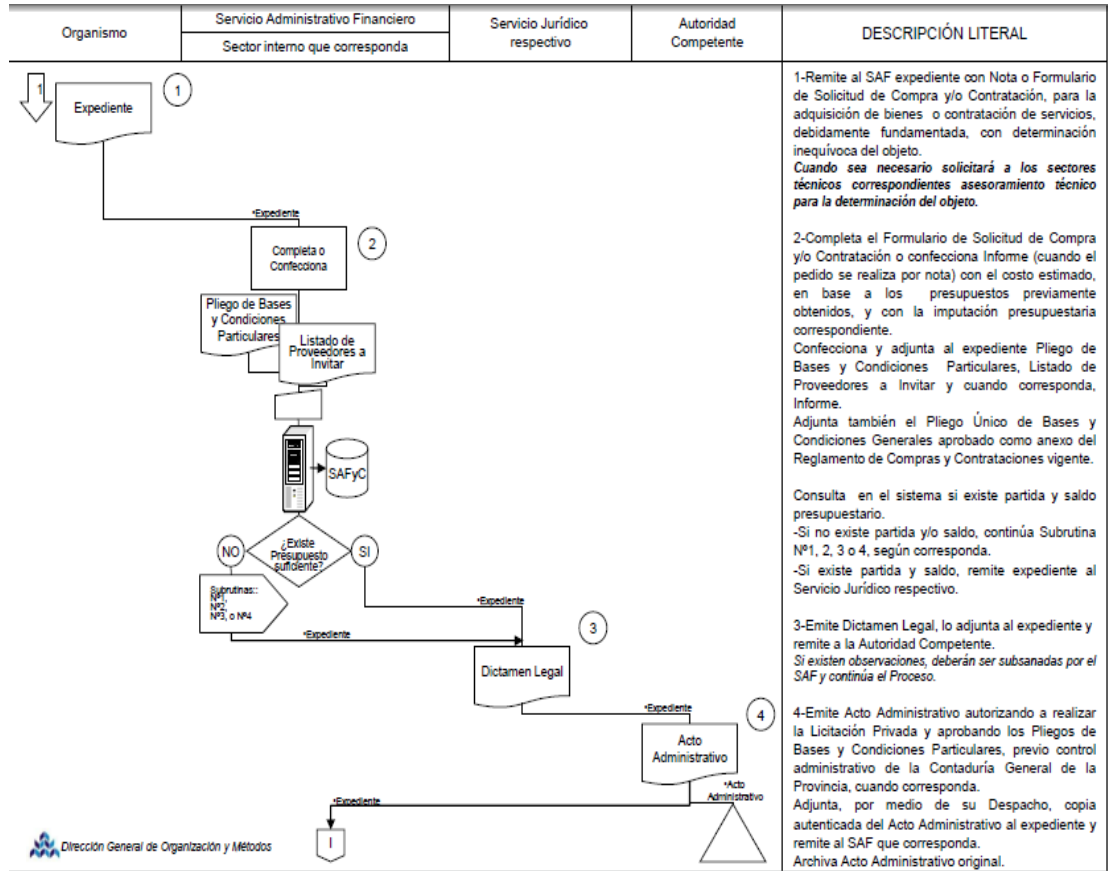 Organismo
Servicio Administrativo Financiero
Sector interno que corresponda
Servicio Jurídico
respectivo
Autoridad
Competente
DESCRIPCIÓN LITERAL
1
Expediente
1
*Expediente
Completa o
Confecciona
2
Pliego de Bases
y Condiciones
Particulares
Listado de
Proveedores a
Invitar
SAFyC
NO
¿Existe
Presupuesto
suficiente?
SI
Subrutinas::
Nº1,
Nº2,
Nº3, o Nº4
*Expediente
*Expediente
3
Dictamen Legal
*Expediente
4
Acto
Administrativo
*Acto
Administrativo
*Expediente
I
Dirección General de Organización y Métodos
1-Remite al SAF expediente con Nota o Formulario
de Solicitud de Compra y/o Contratación, para la
adquisición de bienes o contratación de servicios,
debidamente fundamentada, con determinación
inequívoca del objeto.
Cuando sea necesario solicitará a los sectores
técnicos correspondientes asesoramiento técnico
para la determinación del objeto.
2-Completa el Formulario de Solicitud de Compra
y/o Contratación o confecciona Informe (cuando el
pedido se realiza por nota) con el costo estimado,
en base a los presupuestos previamente
obtenidos, y con la imputación presupuestaria
correspondiente.
Confecciona y adjunta al expediente Pliego de
Bases y Condiciones Particulares, Listado de
Proveedores a Invitar y cuando corresponda,
Informe.
Adjunta también el Pliego Único de Bases y
Condiciones Generales aprobado como anexo del
Reglamento de Compras y Contrataciones vigente.
Consulta en el sistema si existe partida y saldo
presupuestario.
-Si no existe partida y/o saldo, continúa Subrutina
Nº1, 2, 3 o 4, según corresponda.
-Si existe partida y saldo, remite expediente al
Servicio Jurídico respectivo.
3-Emite Dictamen Legal, lo adjunta al expediente y
remite a la Autoridad Competente.
Si existen observaciones, deberán ser subsanadas por el
SAF y continúa el Proceso.
4-Emite Acto Administrativo autorizando a realizar
la Licitación Privada y aprobando los Pliegos de
Bases y Condiciones Particulares, previo control
administrativo de la Contaduría General de la
Provincia, cuando corresponda.
Adjunta, por medio de su Despacho, copia
autenticada del Acto Administrativo al expediente y
remite al SAF que corresponda.
Archiva Acto Administrativo original.